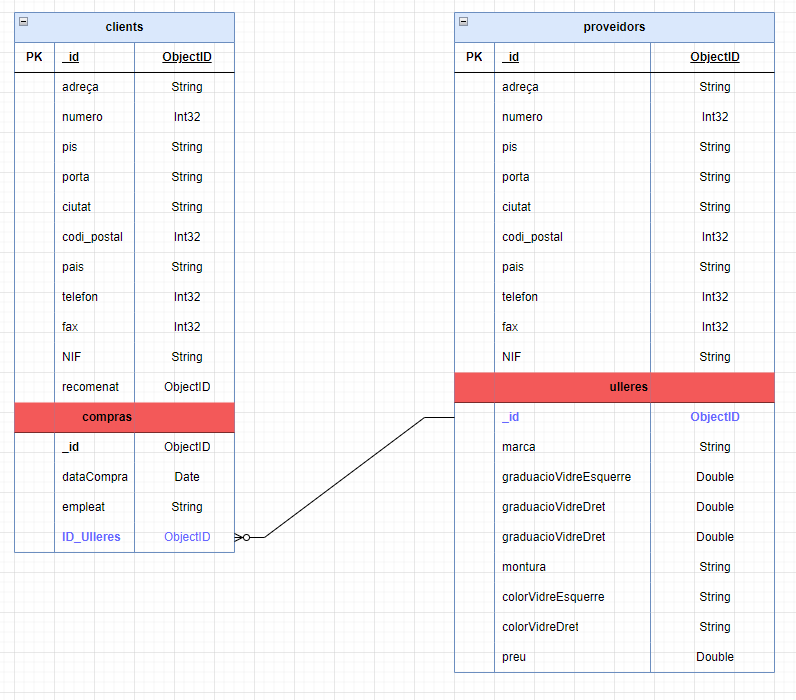 clients
PK _id ObjectID
adreça String
numero Int32
pis String
porta String
ciutat String
codi_postal Int32
pais String
telefon Int32
fax Int32
NIF String
recomenat ObjectID
compras
_id ObjectID
dataCompra Date
empleat String
ID_Ulleres ObjectID
proveidors
PK _id ObjectID
adreça String
numero Int32
pis String
porta String
ciutat String
codi_postal Int32
pais String
telefon Int32
fax Int32
NIF String
ulleres
_id ObjectID
marca String
graduacioVidreEsquerre Double
graduacioVidreDret Double
graduacioVidreDret Double
montura String
colorVidreEsquerre String
colorVidreDret String
preu Double